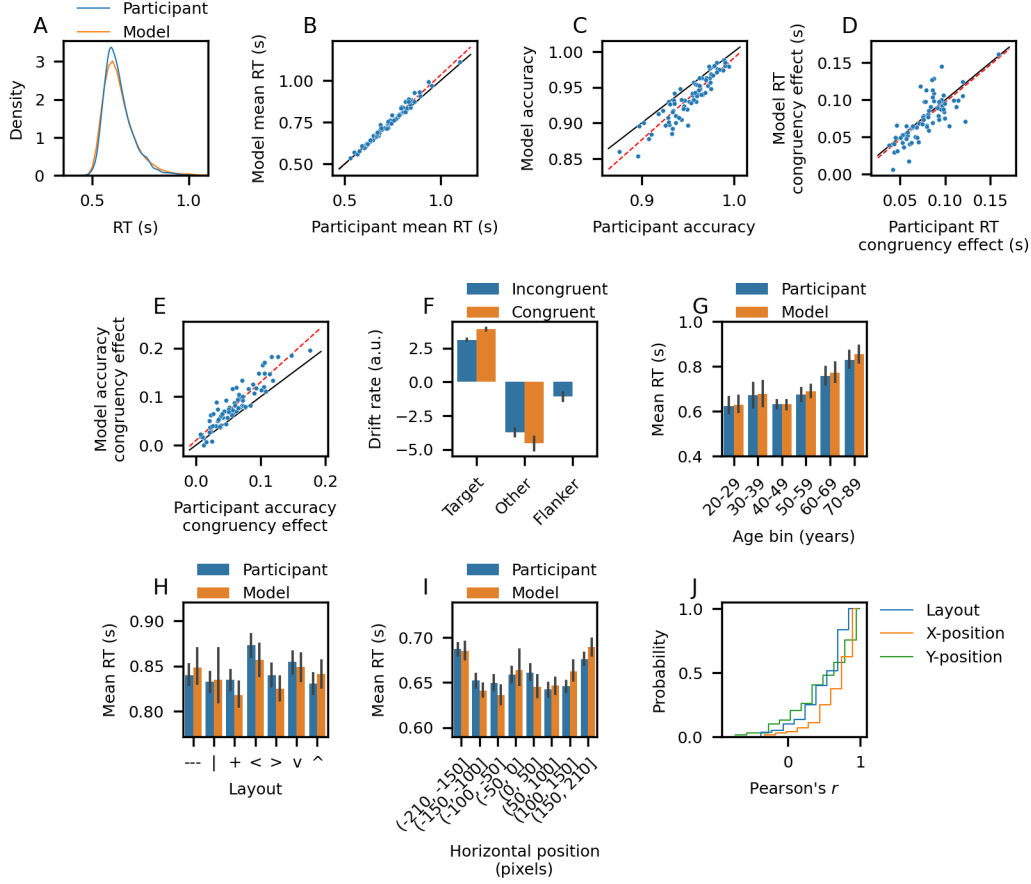 A
Participant
Model
Density
3
2
1
0
0.5
1.0
RT (s)
B
Model mean RT (s)
1.00
0.75
0.50
0.5
1.0
Participant mean RT (s)
C
Model accuracy
1.00
0.95
0.90
0.85
0.9
1.0
Participant accuracy
D
Model RT
congruency effect (s)
0.15
0.10
0.05
0.00
0.05
0.10
0.15
Participant RT
congruency effect (s)
E
Model accuracy
congruency effect
0.2
0.1
0.0
0.0
0.1
0.2
Participant accuracy
congruency effect
F
Incongruent
Congruent
Drift rate (a.u.)
2.5
0.0
−2.5
−5.0
Target
Other
Flanker
G
Participant
Model
Mean RT (s)
1.0
0.8
0.6
0.4
20-29
30-39
40-49
50-59
60-69
70-89
Age bin (years)
H
Participant
Model
Mean RT (s)
0.90
0.85
0.80
--- | + < > v ^
Layout
I
Participant
Model
Mean RT (s)
0.70
0.65
0.60
(-210, -150]
(-150, -100]
(-100, -50]
(-50, 0]
(0, 50]
(50, 100]
(100, 150]
(150, 210]
Horizontal position
(pixels)
J
Layout
X-position
Y-position
Probability
1.0
0.5
0.0
0
1
Pearson's r